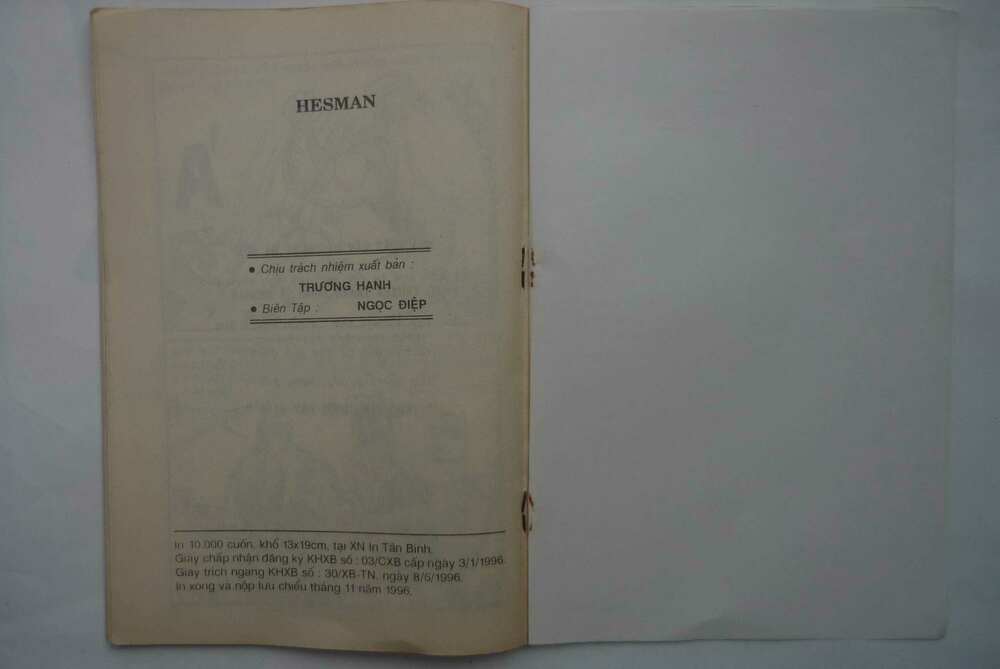 HESMAN
● Chịu trách nhiệm xuất bản :
TRƯƠNG HẠNH
● Biên Tập : NGỌC ĐIỆP
In 10.000 cuốn, khổ 13x19cm, tại XN In Tân Bình.
Giấy chấp nhận đăng ký KHXB số : 03/CXB cấp ngày 3/1/1996.
Giấy trích ngang KHXB số : 30/XB-TN, ngày 8/6/1996.
In xong và nộp lưu chiểu tháng 11 năm 1996.